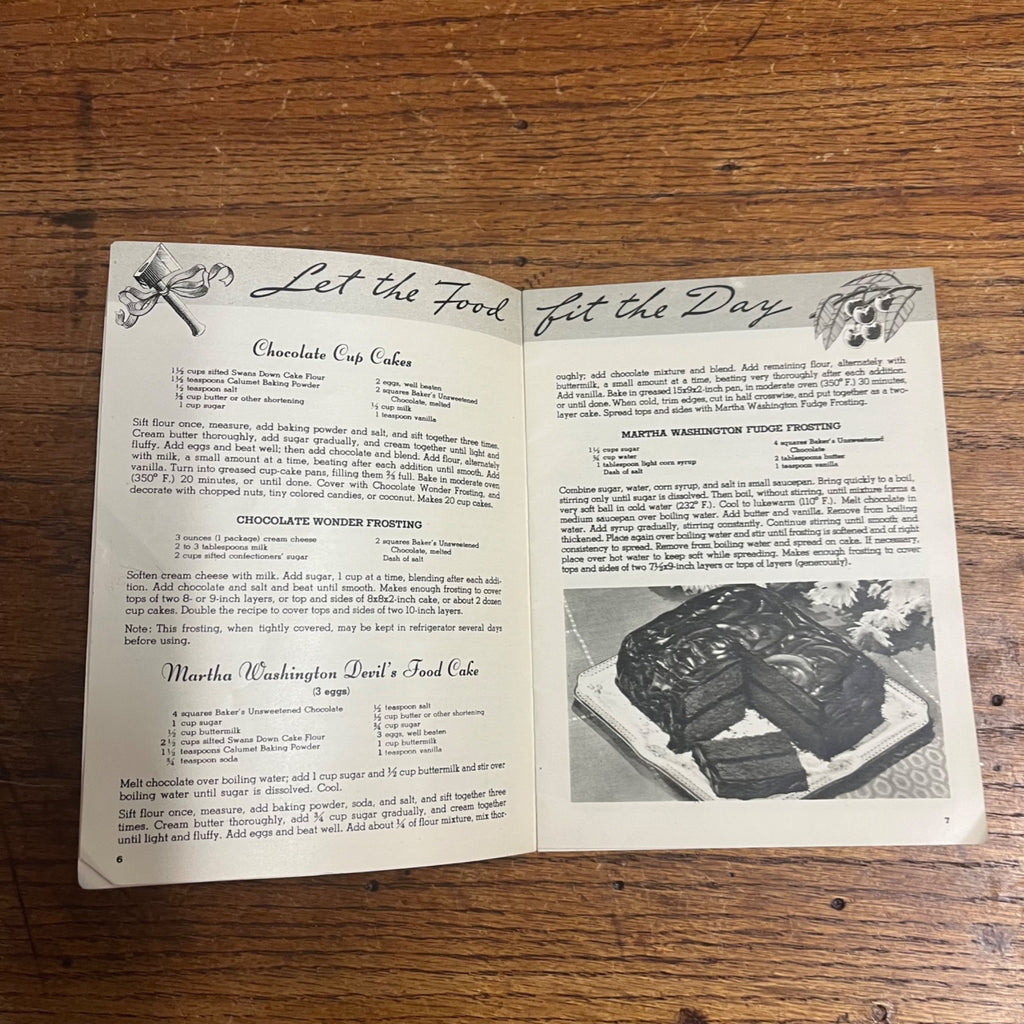 Let the Food
Chocolate Cup Cakes
1½ cups sifted Swans Down Cake Flour
1½ teaspoons Calumet Baking Powder
½ teaspoon salt
⅓ cup butter or other shortening
1 cup sugar
2 eggs, well beaten
2 squares Baker's Unsweetened
Chocolate, melted
½ cup milk
1 teaspoon vanilla
Sift flour once, measure, add baking powder and salt, and sift together three times.
Cream butter thoroughly, add sugar gradually, and cream together until light and
fluffy. Add eggs and beat well; then add chocolate and blend. Add flour, alternately
with milk, a small amount at a time, beating after each addition until smooth. Add
vanilla. Turn into greased cup-cake pans, filling them ⅔ full. Bake in moderate oven
(350° F.) 20 minutes, or until done. Cover with Chocolate Wonder Frosting, and
decorate with chopped nuts, tiny colored candies, or coconut. Makes 20 cup cakes.
CHOCOLATE WONDER FROSTING
3 ounces (1 package) cream cheese
2 to 3 tablespoons milk
2 cups sifted confectioners' sugar
2 squares Baker's Unsweetened
Chocolate, melted
Dash of salt
Soften cream cheese with milk. Add sugar, 1 cup at a time, blending after each addi-
tion. Add chocolate and salt and beat until smooth. Makes enough frosting to cover
tops of two 8- or 9-inch layers, or top and sides of 8x8x2-inch cake, or about 2 dozen
cup cakes. Double the recipe to cover tops and sides of two 10-inch layers.
Note: This frosting, when tightly covered, may be kept in refrigerator several days
before using.
Martha Washington Devil's Food Cake
(3 eggs)
4 squares Baker's Unsweetened Chocolate
1 cup sugar
½ cup buttermilk
2½ cups sifted Swans Down Cake Flour
1½ teaspoons Calumet Baking Powder
¾ teaspoon soda
½ teaspoon salt
½ cup butter or other shortening
¾ cup sugar
3 eggs, well beaten
1 cup buttermilk
1 teaspoon vanilla
Melt chocolate over boiling water; add 1 cup sugar and ½ cup buttermilk and stir over
boiling water until sugar is dissolved. Cool.
Sift flour once, measure, add baking powder, soda, and salt, and sift together three
times. Cream butter thoroughly, add ¾ cup sugar gradually, and cream together
until light and fluffy. Add eggs and beat well. Add about ¼ of flour mixture, mix thor-
6
fit the Day
oughly; add chocolate mixture and blend. Add remaining flour, alternately with
buttermilk, a small amount at a time, beating very thoroughly after each addition.
Add vanilla. Bake in greased 15x9x2-inch pan, in moderate oven (350° F.) 30 minutes,
or until done. When cold, trim edges, cut in half crosswise, and put together as a two-
layer cake. Spread tops and sides with Martha Washington Fudge Frosting.
MARTHA WASHINGTON FUDGE FROSTING
1½ cups sugar
¾ cup water
1 tablespoon light corn syrup
Dash of salt
4 squares Baker's Unsweetened
Chocolate
2 tablespoons butter
1 teaspoon vanilla
Combine sugar, water, corn syrup, and salt in small saucepan. Bring quickly to a boil,
stirring only until sugar is dissolved. Then boil, without stirring, until mixture forms a
very soft ball in cold water (232° F.). Cool to lukewarm (110° F.). Melt chocolate in
medium saucepan over boiling water. Add butter and vanilla. Remove from boiling
water. Add syrup gradually, stirring constantly. Continue stirring until smooth and
thickened. Place again over boiling water and stir until frosting is softened and of right
consistency to spread. Remove from boiling water and spread on cake. If necessary,
place over hot water to keep soft while spreading. Makes enough frosting to cover
tops and sides of two 7½x9-inch layers or tops of layers (generously).
7